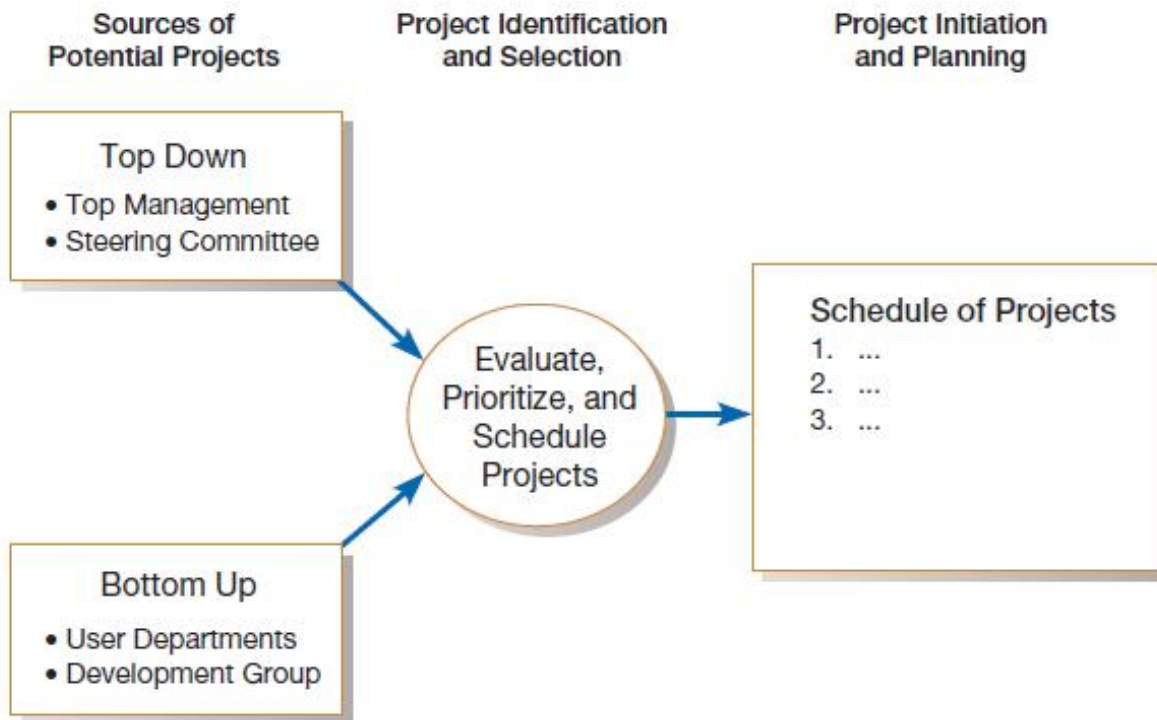 Sources of
Potential Projects
Project Identification
and Selection
Project Initiation
and Planning
Top Down
• Top Management
• Steering Committee
Evaluate,
Prioritize, and
Schedule
Projects
Schedule of Projects
1. ...
2. ...
3. ...
Bottom Up
• User Departments
• Development Group